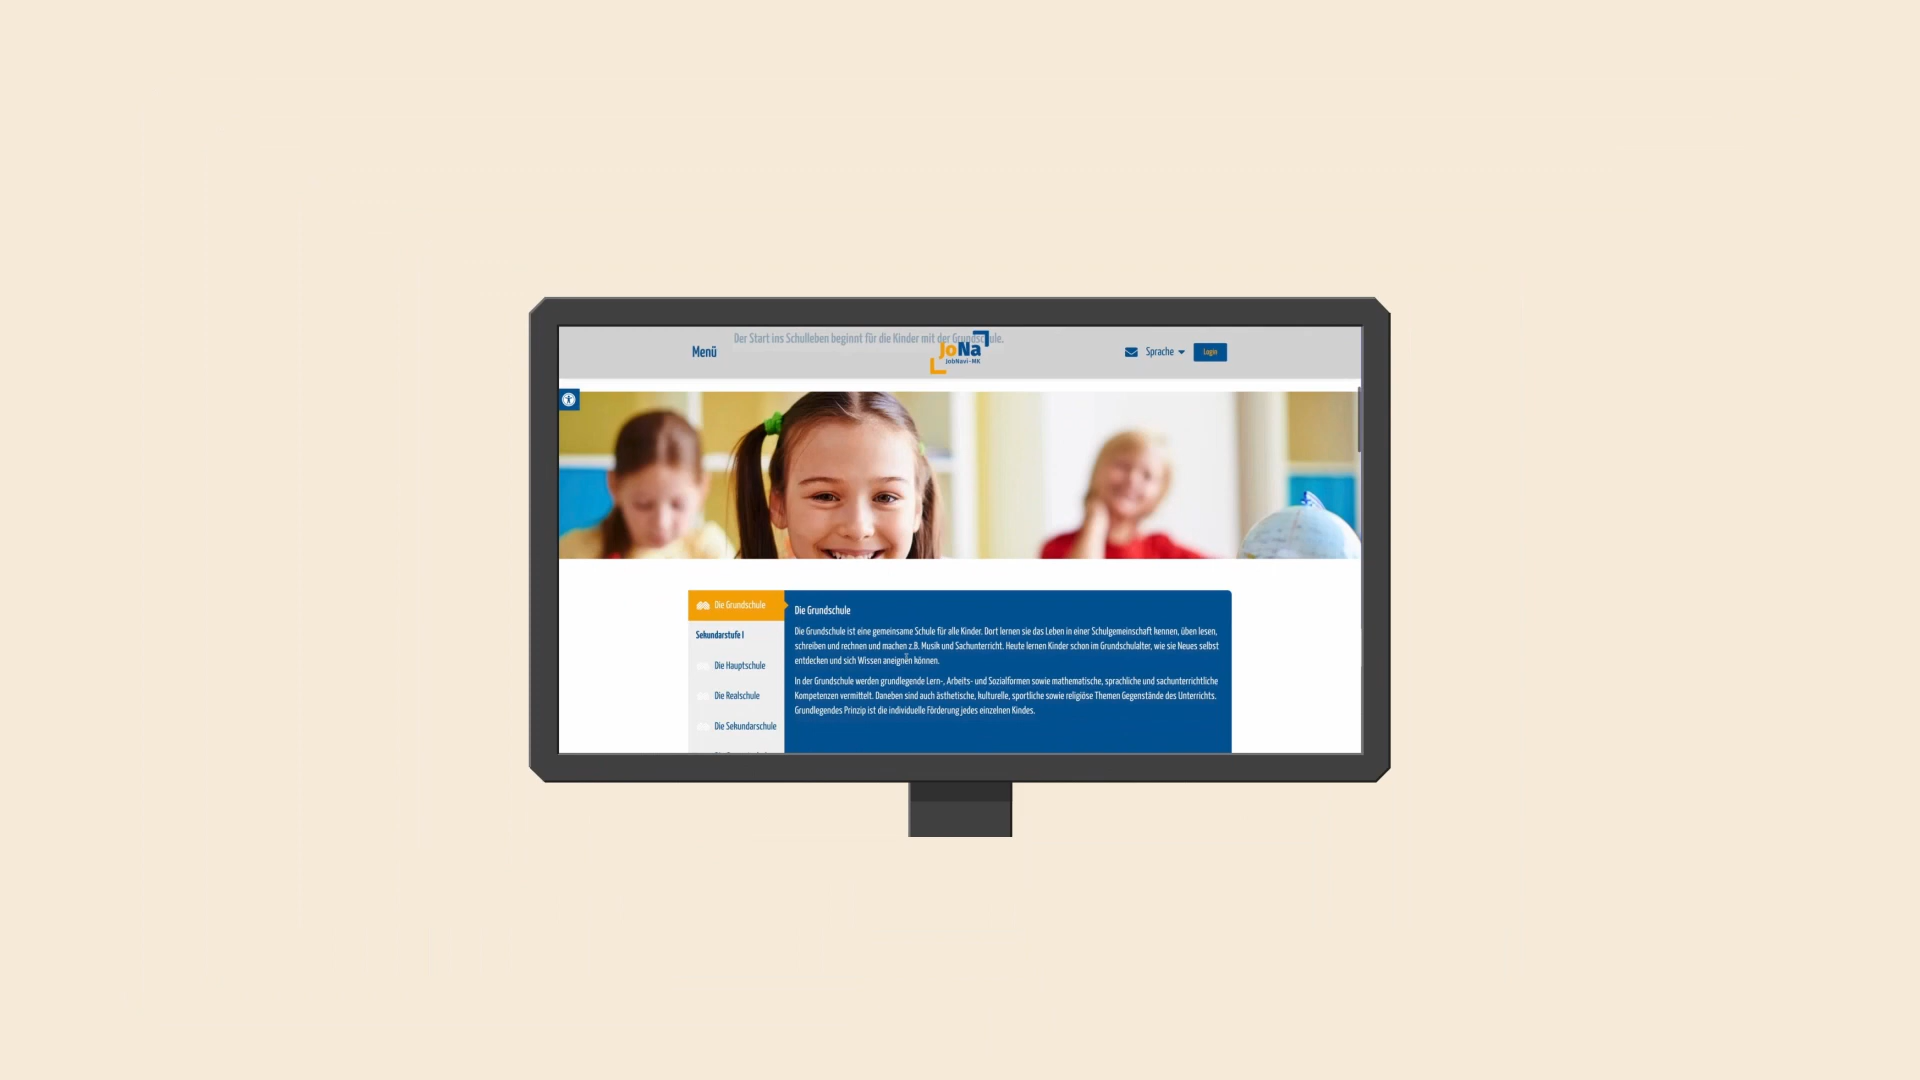 Der Start ins Schulleben beginnt für die Kinder mit der Grundschule.
Menü
JoNa
JobNavi-MK
Sprache
Login
Die Grundschule
Sekundarstufe I
Die Hauptschule
Die Realschule
Die Sekundarschule
Die Grundschule
Die Grundschule ist eine gemeinsame Schule für alle Kinder. Dort lernen sie das Leben in einer Schulgemeinschaft kennen, üben lesen,
schreiben und rechnen und machen z.B. Musik und Sachunterricht. Heute lernen Kinder schon im Grundschulalter, wie sie Neues selbst
entdecken und sich Wissen aneignen können.
In der Grundschule werden grundlegende Lern-, Arbeits- und Sozialformen sowie mathematische, sprachliche und sachunterrichtliche
Kompetenzen vermittelt. Daneben sind auch ästhetische, kulturelle, sportliche sowie religiöse Themen Gegenstände des Unterrichts.
Grundlegendes Prinzip ist die individuelle Förderung jedes einzelnen Kindes.